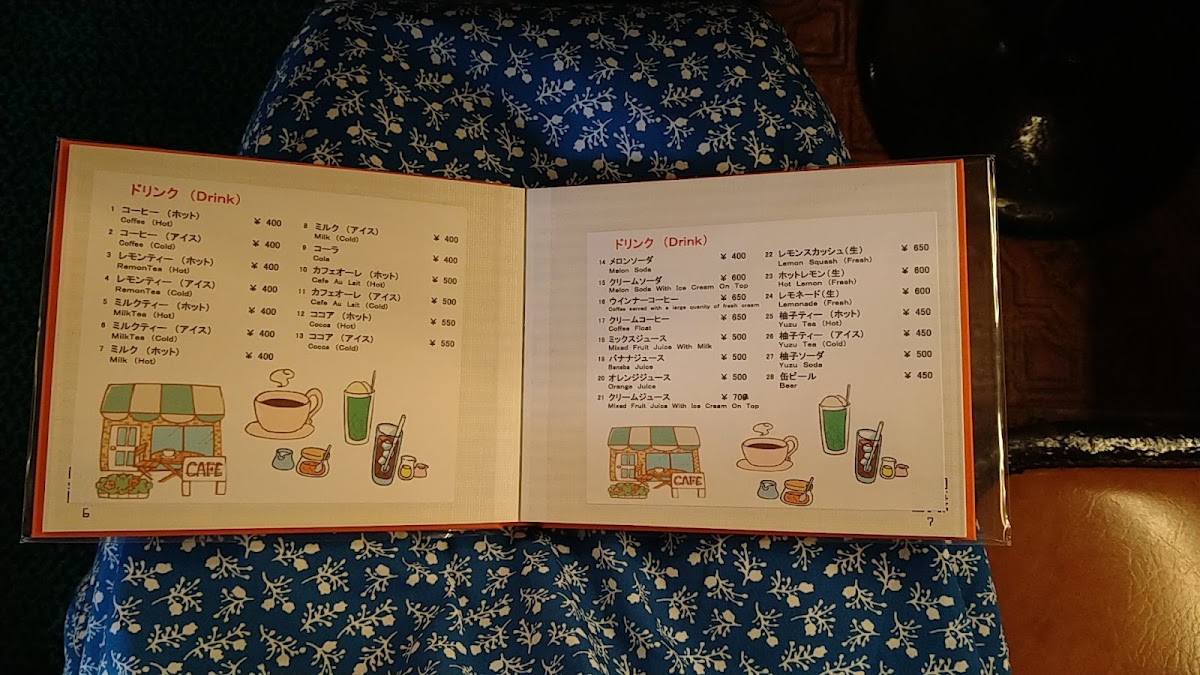 ドリンク （Drink）
1 コーヒー （ホット） ￥ 400
Coffee (Hot)
2 コーヒー （アイス） ￥ 400
Coffee (Cold)
3 レモンティー （ホット） ￥ 400
RemonTea (Hot)
4 レモンティー （アイス） ￥ 400
RemonTea (Cold)
5 ミルクティー （ホット） ￥ 400
MilkTea (Hot)
6 ミルクティー （アイス） ￥ 400
MilkTea (Cold)
7 ミルク （ホット） ￥ 400
Milk (Hot)
8 ミルク （アイス） ￥ 400
Milk (Cold)
9 コーラ ￥ 400
Cola
10 カフェオーレ （ホット） ￥ 500
Cafe Au Lait (Hot)
11 カフェオーレ （アイス） ￥ 500
Cafe Au Lait (Cold)
12 ココア （ホット） ￥ 550
Cocoa (Hot)
13 ココア （アイス） ￥ 550
Cocoa (Cold)
CAFE
6
ドリンク （Drink）
14 メロンソーダ ￥ 400
Melon Soda
15 クリームソーダ ￥ 600
Melon Soda With Ice Cream On Top
16 ウインナーコーヒー ￥ 650
Coffee served with a large quantity of fresh cream
17 クリームコーヒー ￥ 650
Coffee Float
18 ミックスジュース ￥ 500
Mixed Fruit Juice With Milk
19 バナナジュース ￥ 500
Banaba Juice
20 オレンジジュース ￥ 500
Orange Juice
21 クリームジュース ￥ 700
Mixed Fruit Juice With Ice Cream On Top
22 レモンスカッシュ（生） ￥ 650
Lemon Squash (Fresh)
23 ホットレモン（生） ￥ 600
Hot Lemon (Fresh)
24 レモネード（生） ￥ 600
Lemonade (Fresh)
25 柚子ティー （ホット） ￥ 450
Yuzu Tea (Hot)
26 柚子ティー （アイス） ￥ 450
Yuzu Tea (Cold)
27 柚子ソーダ ￥ 500
Yuzu Soda
28 缶ビール ￥ 450
Beer
CAFE
7